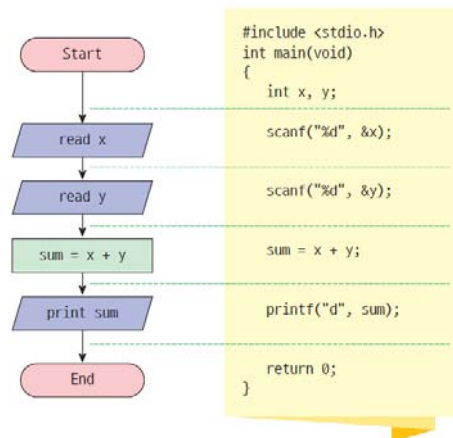 Start
read x
read y
sum = x + y
print sum
End
#include <stdio.h>
int main(void)
{
int x, y;
scanf("%d", &x);
scanf("%d", &y);
sum = x + y;
printf("d", sum);
return 0;
}